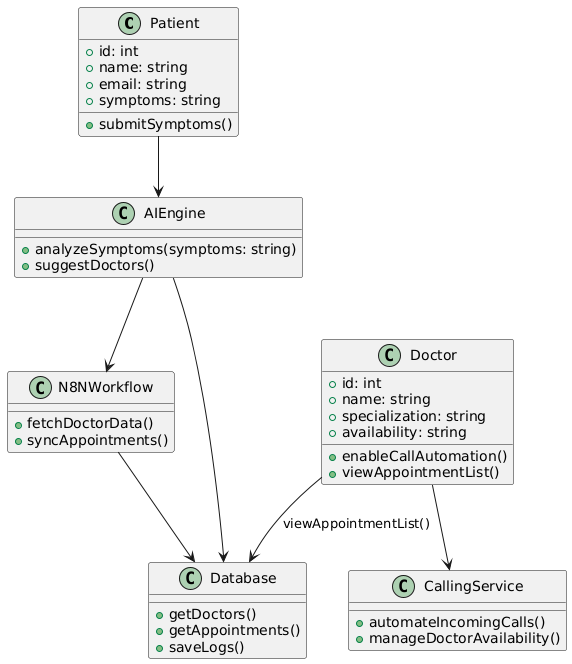 C Patient
id: int
name: string
email: string
symptoms: string
submitSymptoms()
C AIEngine
analyzeSymptoms(symptoms: string)
suggestDoctors()
C N8NWorkflow
fetchDoctorData()
syncAppointments()
C Doctor
id: int
name: string
specialization: string
availability: string
enableCallAutomation()
viewAppointmentList()
viewAppointmentList()
C Database
getDoctors()
getAppointments()
saveLogs()
C CallingService
automateIncomingCalls()
manageDoctorAvailability()